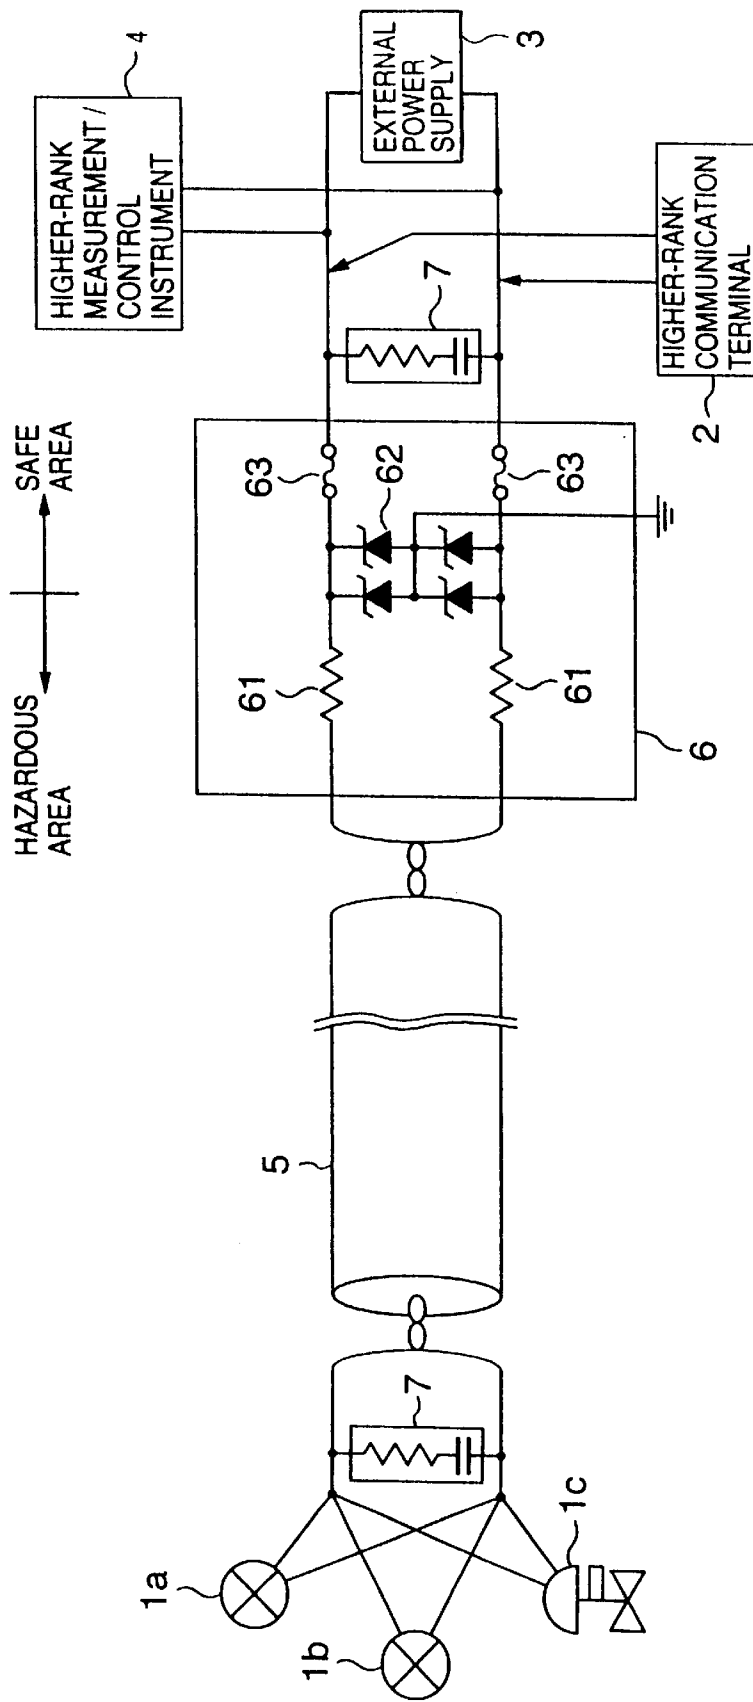 HAZARDOUS
AREA
SAFE
AREA
4
HIGHER-RANK
MEASUREMENT /
CONTROL
INSTRUMENT
EXTERNAL
POWER
SUPPLY
3
7
63
62
63
61
61
6
HIGHER-RANK
COMMUNICATION
TERMINAL
2
5
7
1a
1b
1c